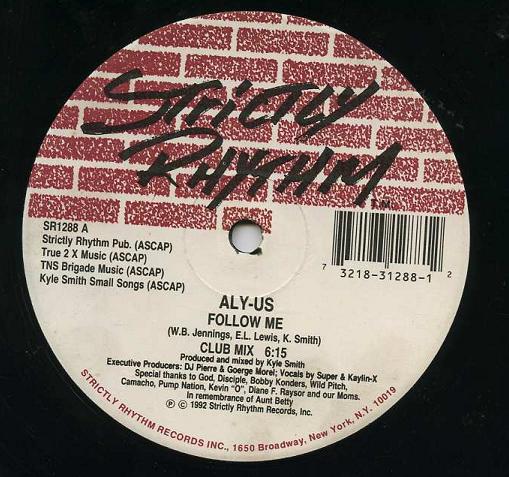 STRICTLY
RHYTHM
T.M.
SR1288 A
Strictly Rhythm Pub. (ASCAP)
True 2 X Music (ASCAP)
TNS Brigade Music (ASCAP)
Kyle Smith Small Songs (ASCAP)
7 3218-31288-1 2
ALY-US
FOLLOW ME
(W.B. Jennings, E.L. Lewis, K. Smith)
CLUB MIX 6:15
Produced and mixed by Kyle Smith
Executive Producers: DJ Pierre & Goerge Morel; Vocals by Super & Kaylin-X
Special thanks to God, Disciple, Bobby Konders, Wild Pitch,
Camacho, Pump Nation, Kevin "O", Diane F. Raysor and our Moms.
In remembrance of Aunt Betty
℗ © 1992 Strictly Rhythm Records, Inc.
STRICTLY RHYTHM RECORDS INC., 1650 Broadway, New York, N.Y. 10019